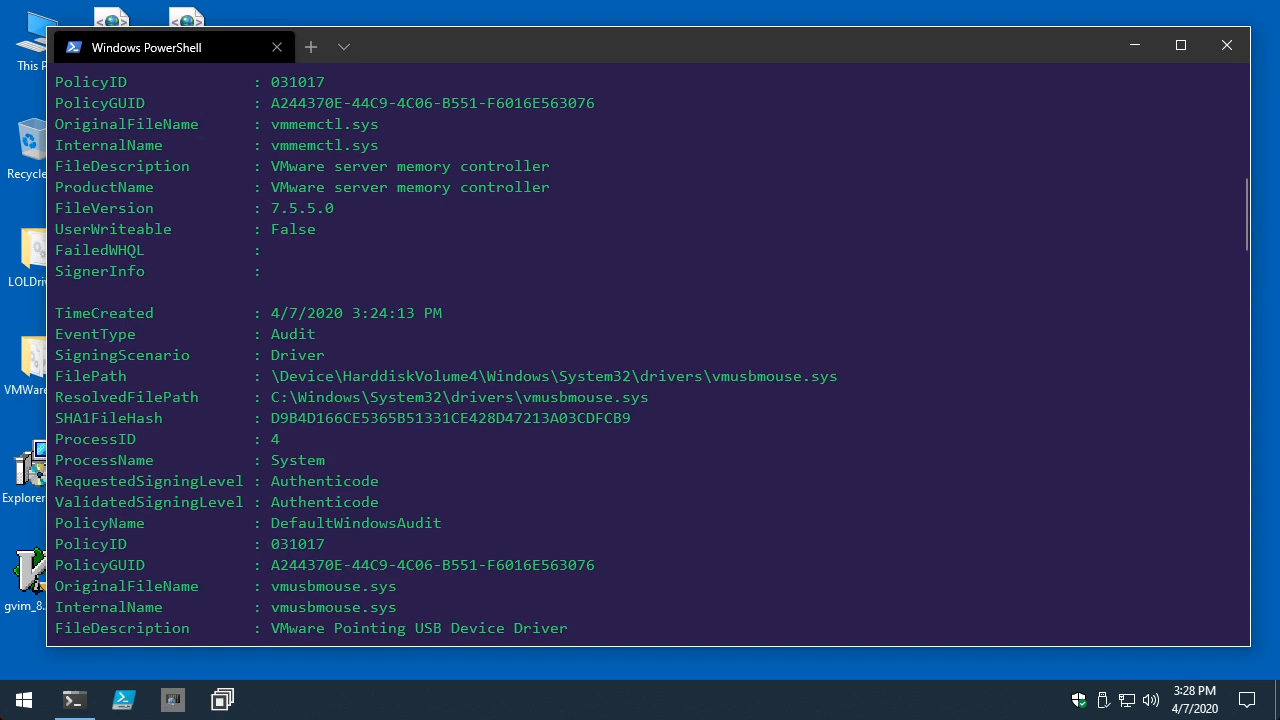 Windows PowerShell
This P
Recycle
LOLDri
VMWare
Explorer
gvim_8.
PolicyID : 031017
PolicyGUID : A244370E-44C9-4C06-B551-F6016E563076
OriginalFileName : vmmemctl.sys
InternalName : vmmemctl.sys
FileDescription : VMware server memory controller
ProductName : VMware server memory controller
FileVersion : 7.5.5.0
UserWriteable : False
FailedWHQL :
SignerInfo :
TimeCreated : 4/7/2020 3:24:13 PM
EventType : Audit
SigningScenario : Driver
FilePath : \Device\HarddiskVolume4\Windows\System32\drivers\vmusbmouse.sys
ResolvedFilePath : C:\Windows\System32\drivers\vmusbmouse.sys
SHA1FileHash : D9B4D166CE5365B51331CE428D47213A03CDFCB9
ProcessID : 4
ProcessName : System
RequestedSigningLevel : Authenticode
ValidatedSigningLevel : Authenticode
PolicyName : DefaultWindowsAudit
PolicyID : 031017
PolicyGUID : A244370E-44C9-4C06-B551-F6016E563076
OriginalFileName : vmusbmouse.sys
InternalName : vmusbmouse.sys
FileDescription : VMware Pointing USB Device Driver
3:28 PM
4/7/2020